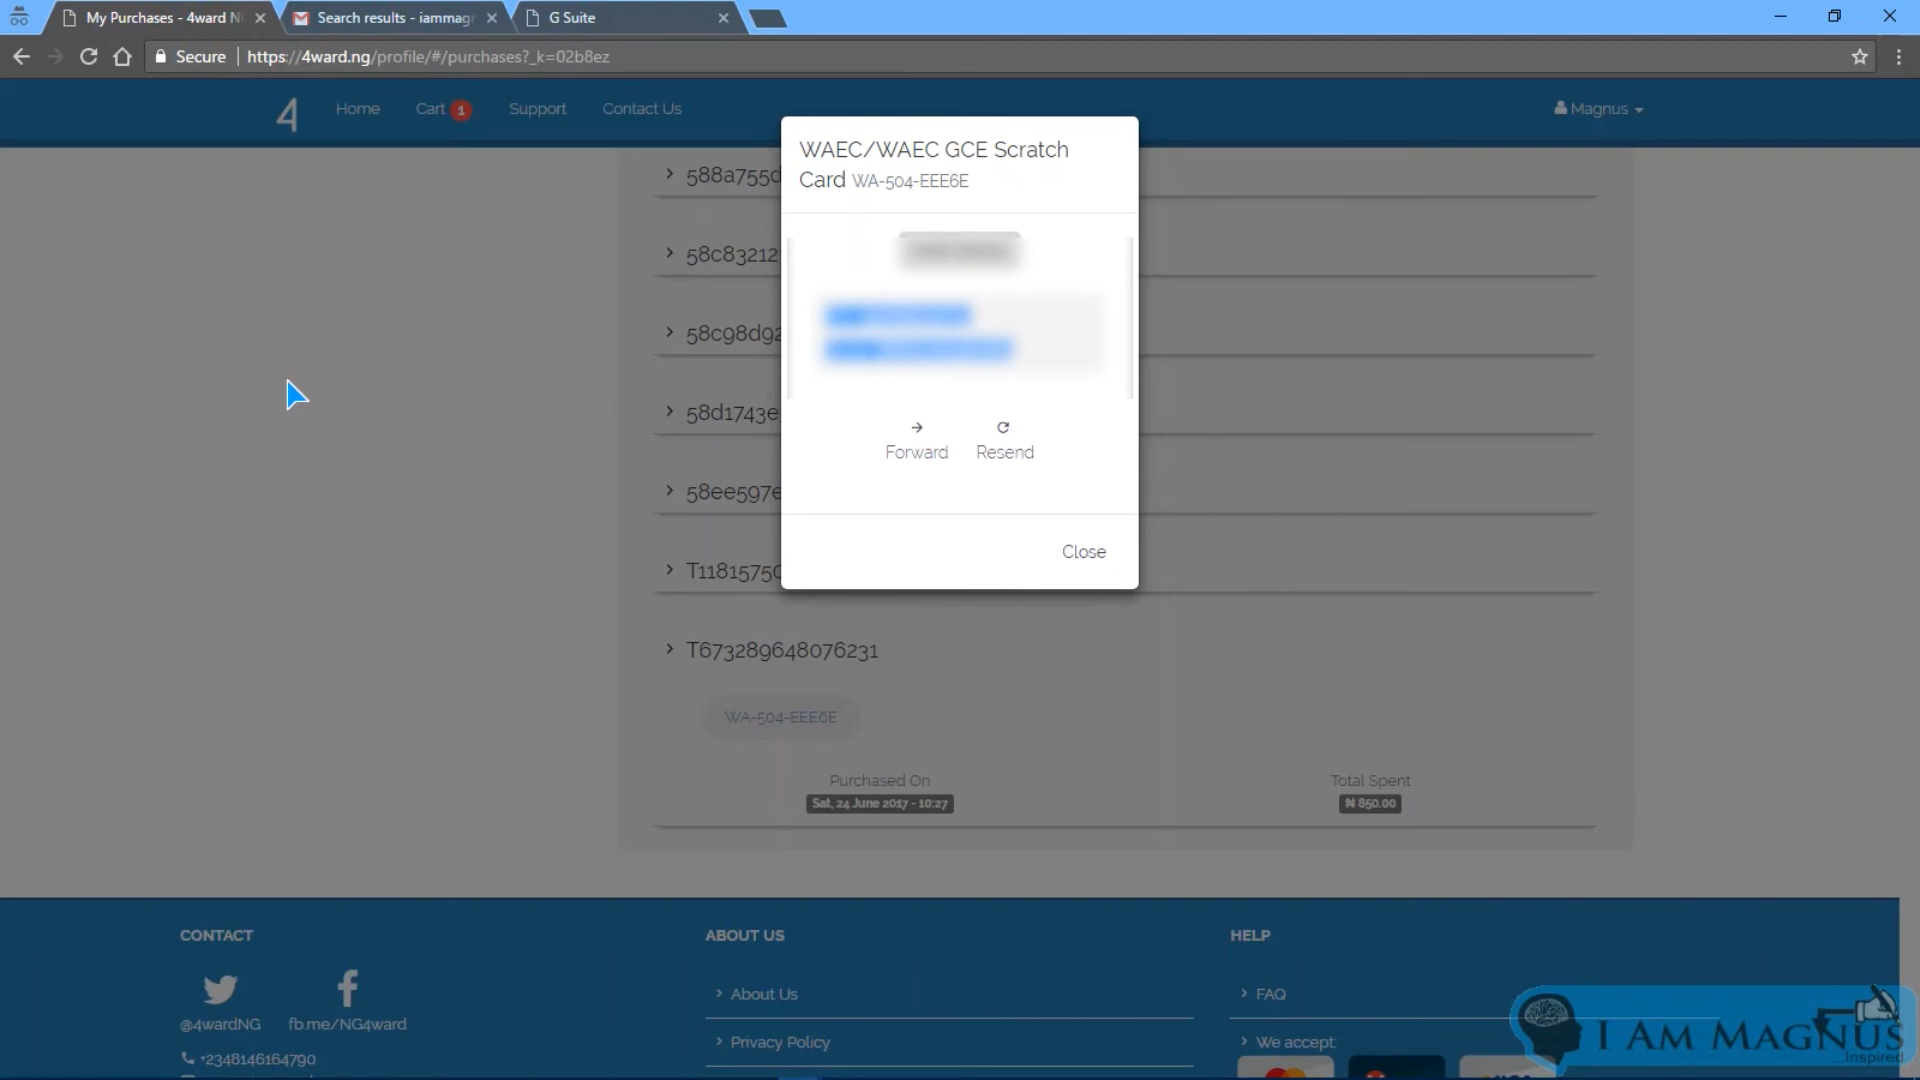 My Purchases - 4ward N
Search results - iammag
G Suite
Secure
https://4ward.ng/profile/#/purchases?_k=02b8ez
4
Home
Cart 1
Support
Contact Us
Magnus
WAEC/WAEC GCE Scratch
Card WA-504-EEE6E
588a755d
58c83212
58c98d92
58d1743e
58ee597e
Forward
Resend
Close
T11815750
T673289648076231
WA-504-EEE6E
Purchased On
Total Spent
Sat, 24 June 2017 - 10:27
₦ 850.00
CONTACT
ABOUT US
HELP
@4wardNG
fb.me/NG4ward
+2348146164790
About Us
Privacy Policy
FAQ
We accept:
I AM MAGNUS
...Inspired